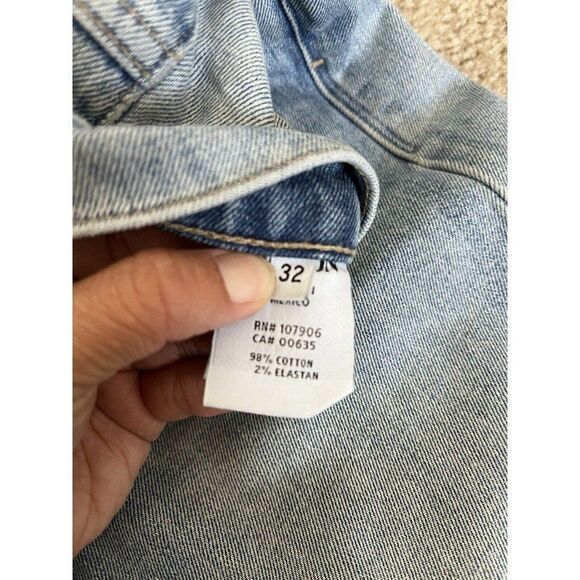 32
MEXICO
RN# 107906
CA# 00635
98% COTTON
2% ELASTAN